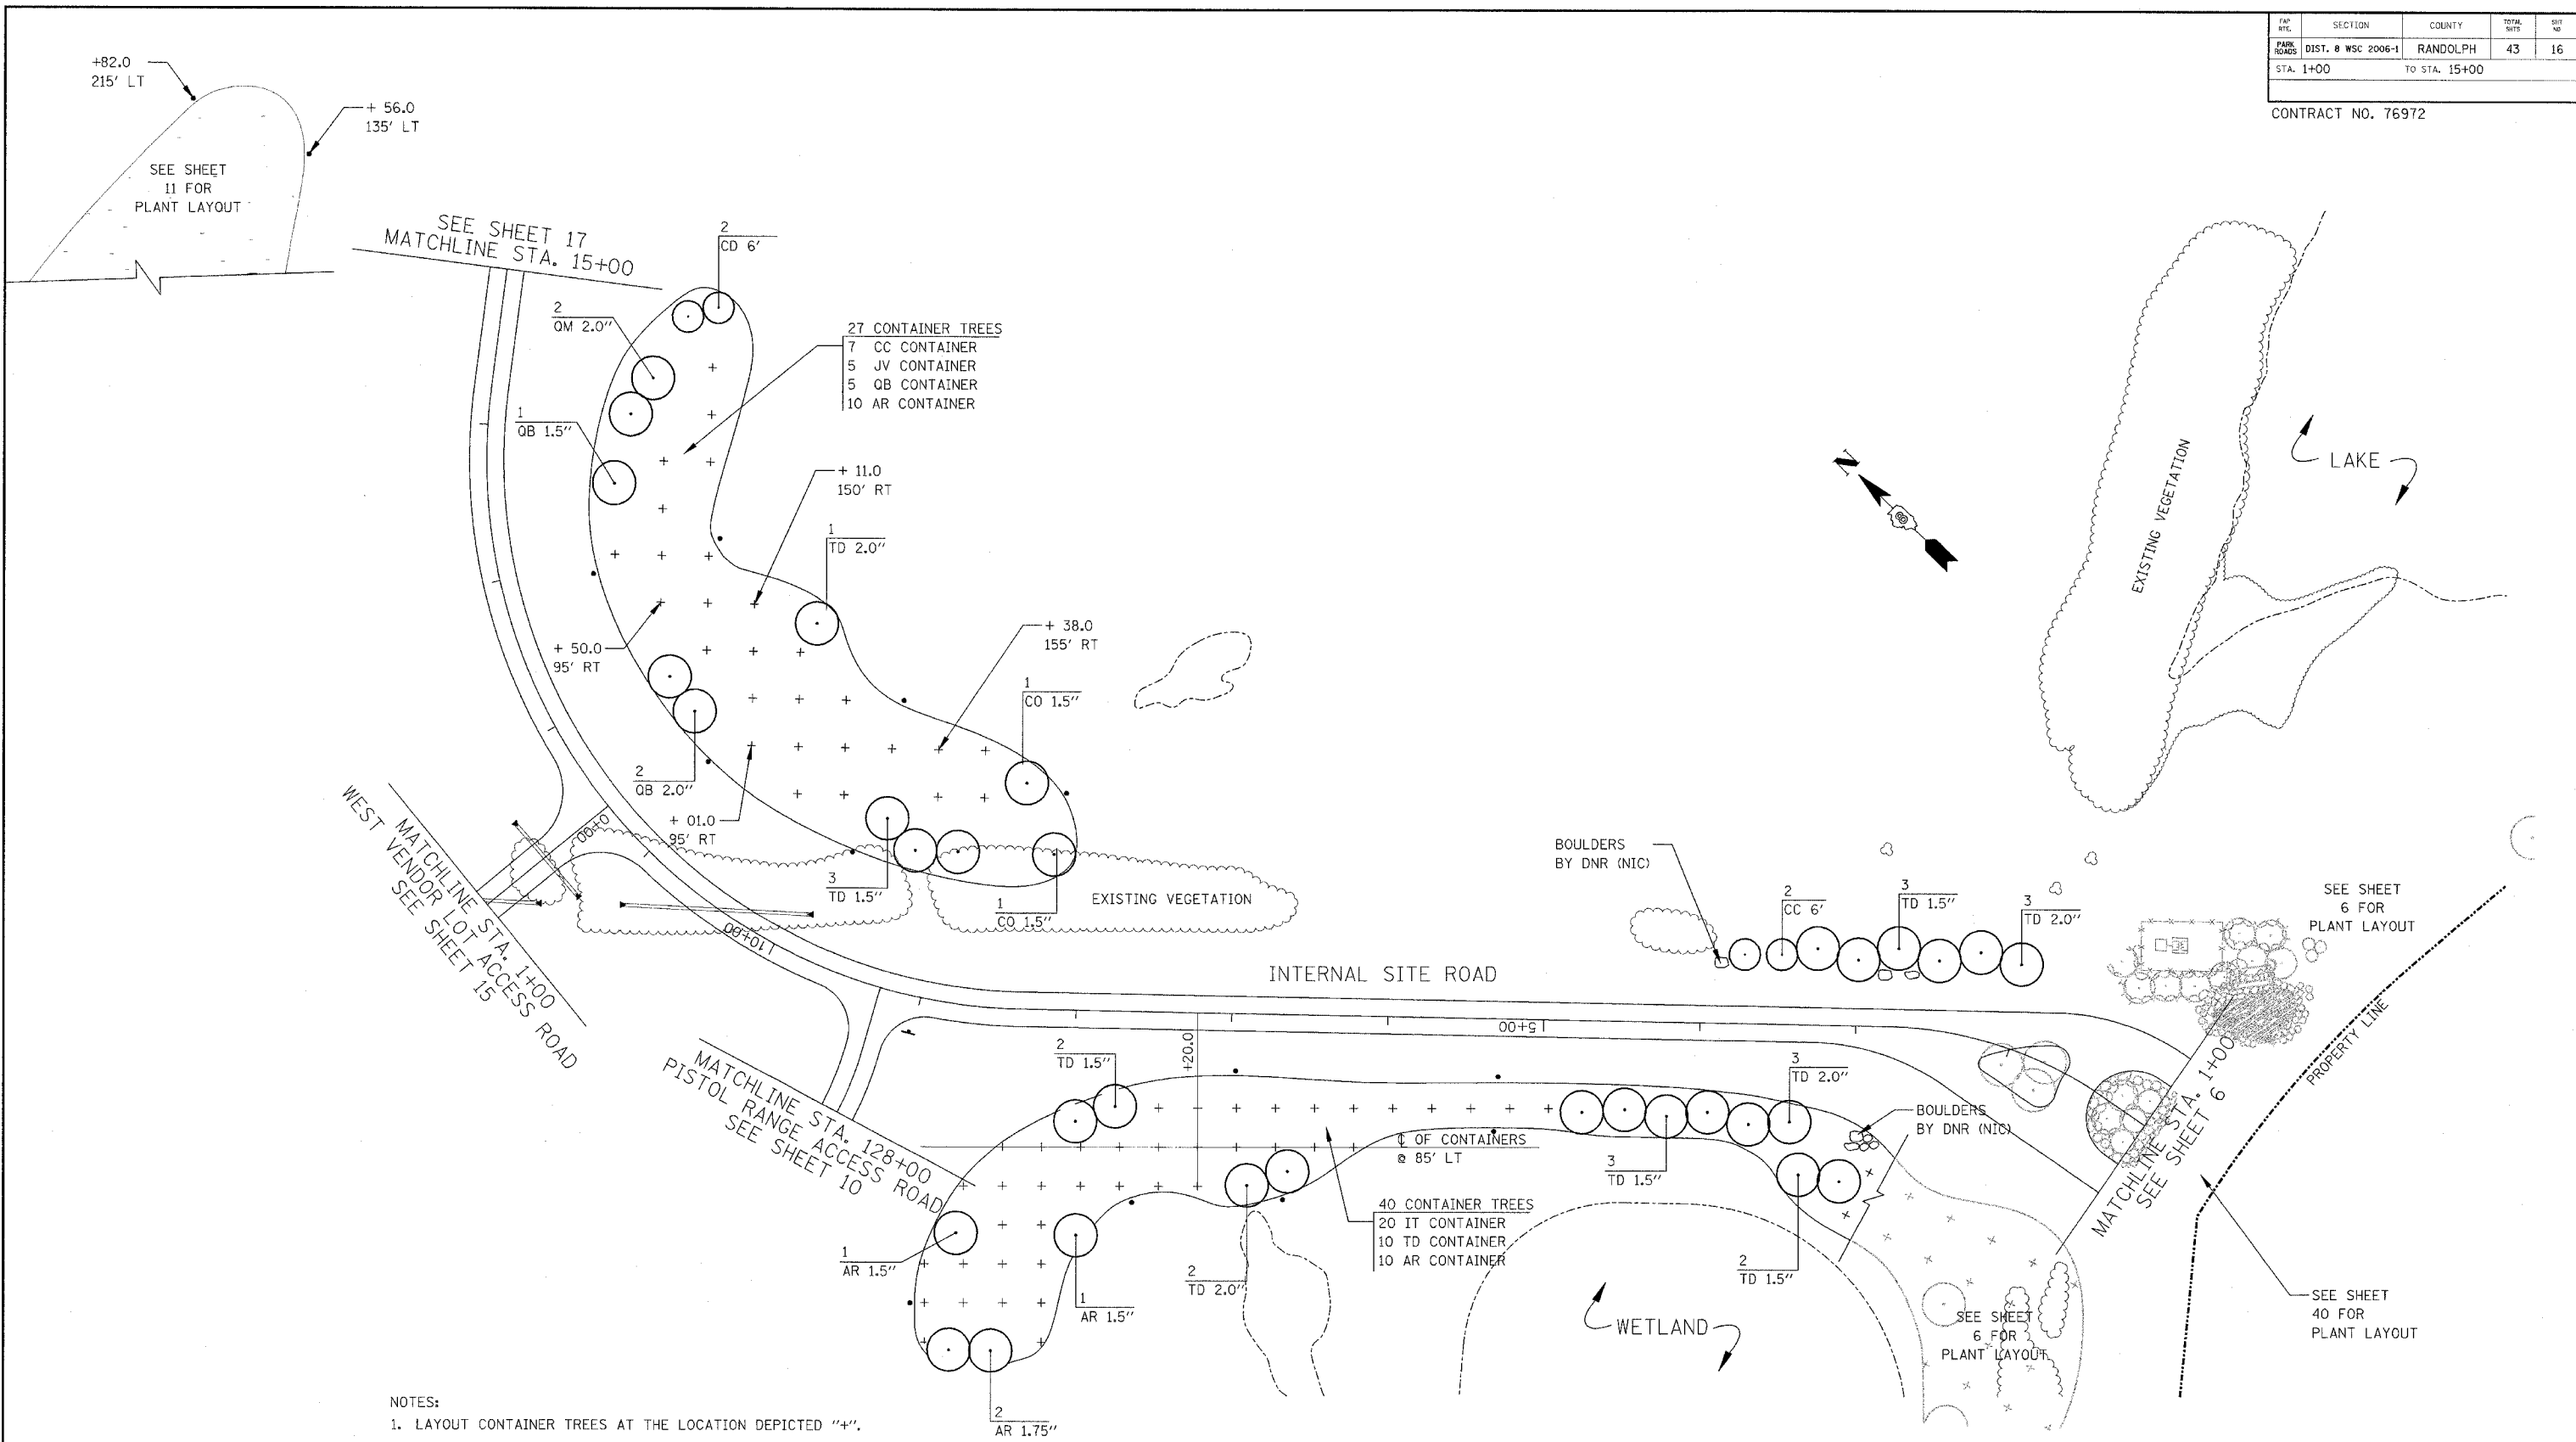 FAP RTE. SECTION COUNTY TOTAL SHTS SHT NO
PARK ROADS DIST. 8 WSC 2006-1 RANDOLPH 43 16
STA. 1+00 TO STA. 15+00
CONTRACT NO. 76972
+82.0
215' LT
+ 56.0
135' LT
SEE SHEET
11 FOR
PLANT LAYOUT
SEE SHEET 17
MATCHLINE STA. 15+00
2
CD 6'
2
QM 2.0"
1
QB 1.5"
27 CONTAINER TREES
7 CC CONTAINER
5 JV CONTAINER
5 QB CONTAINER
10 AR CONTAINER
+ 11.0
150' RT
1
TD 2.0"
+ 50.0
95' RT
+ 38.0
155' RT
1
CO 1.5"
2
QB 2.0"
+ 01.0
95' RT
3
TD 1.5"
1
CO 1.5"
EXISTING VEGETATION
N
8
LAKE
EXISTING VEGETATION
MATCHLINE STA. 1+00
WEST VENDOR LOT ACCESS ROAD
SEE SHEET 15
0+00
10+00
BOULDERS
BY DNR (NIC)
2
CC 6'
3
TD 1.5"
3
TD 2.0"
SEE SHEET
6 FOR
PLANT LAYOUT
INTERNAL SITE ROAD
5+00
PROPERTY LINE
MATCHLINE STA. 1+00
SEE SHEET 6
MATCHLINE STA. 128+00
PISTOL RANGE ACCESS ROAD
SEE SHEET 10
2
TD 1.5"
+20.0
3
TD 2.0"
BOULDERS
BY DNR (NIC)
℄ OF CONTAINERS
@ 85' LT
3
TD 1.5"
40 CONTAINER TREES
20 IT CONTAINER
10 TD CONTAINER
10 AR CONTAINER
1
AR 1.5"
1
AR 1.5"
2
TD 2.0"
2
TD 1.5"
WETLAND
SEE SHEET
6 FOR
PLANT LAYOUT
SEE SHEET
40 FOR
PLANT LAYOUT
2
AR 1.75"
NOTES:
1. LAYOUT CONTAINER TREES AT THE LOCATION DEPICTED "+".